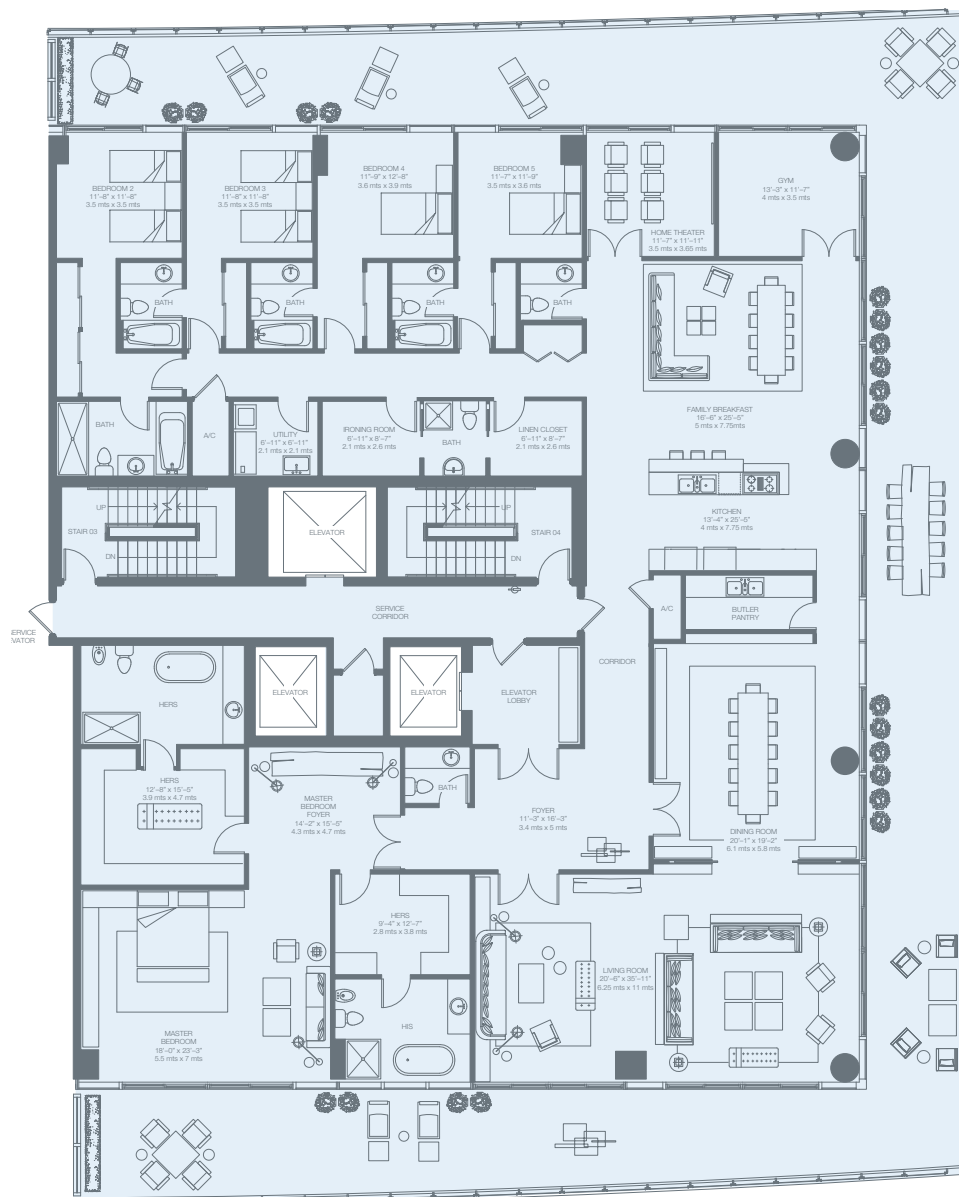 BEDROOM 2
11'-8" x 11'-8"
3.5 mts x 3.5 mts
BEDROOM 3
11'-8" x 11'-8"
3.5 mts x 3.5 mts
BEDROOM 4
11"-9" x 12'-8"
3.6 mts x 3.9 mts
BEDROOM 5
11'-7" x 11'-9"
3.5 mts x 3.6 mts
HOME THEATER
11'-7" x 11'-11"
3.5 mts x 3.65 mts
GYM
13'-3" x 11'-7"
4 mts x 3.5 mts
BATH
BATH
BATH
BATH
FAMILY BREAKFAST
16'-6" x 25'-5"
5 mts x 7.75mts
BATH
A/C
UTILITY
6'-11" x 6'-11"
2.1 mts x 2.1 mts
IRONING ROOM
6'-11" x 8'-7"
2.1 mts x 2.6 mts
BATH
LINEN CLOSET
6'-11" x 8'-7"
2.1 mts x 2.6 mts
KITCHEN
13'-4" x 25'-5"
4 mts x 7.75 mts
UP
STAIR 03
DN
ELEVATOR
UP
STAIR 04
DN
SERVICE
CORRIDOR
A/C
BUTLER
PANTRY
ERVICE
VATOR
CORRIDOR
HERS
ELEVATOR
ELEVATOR
ELEVATOR
LOBBY
HERS
12'-8" x 15'-5"
3.9 mts x 4.7 mts
MASTER
BEDROOM
FOYER
14'-2" x 15'-5"
4.3 mts x 4.7 mts
BATH
FOYER
11'-3" x 16'-3"
3.4 mts x 5 mts
DINING ROOM
20'-1" x 19'-2"
6.1 mts x 5.8 mts
HERS
9'-4" x 12'-7"
2.8 mts x 3.8 mts
LIVING ROOM
20'-6" x 35'-11"
6.25 mts x 11 mts
HIS
MASTER
BEDROOM
18'-0" x 23'-3"
5.5 mts x 7 mts